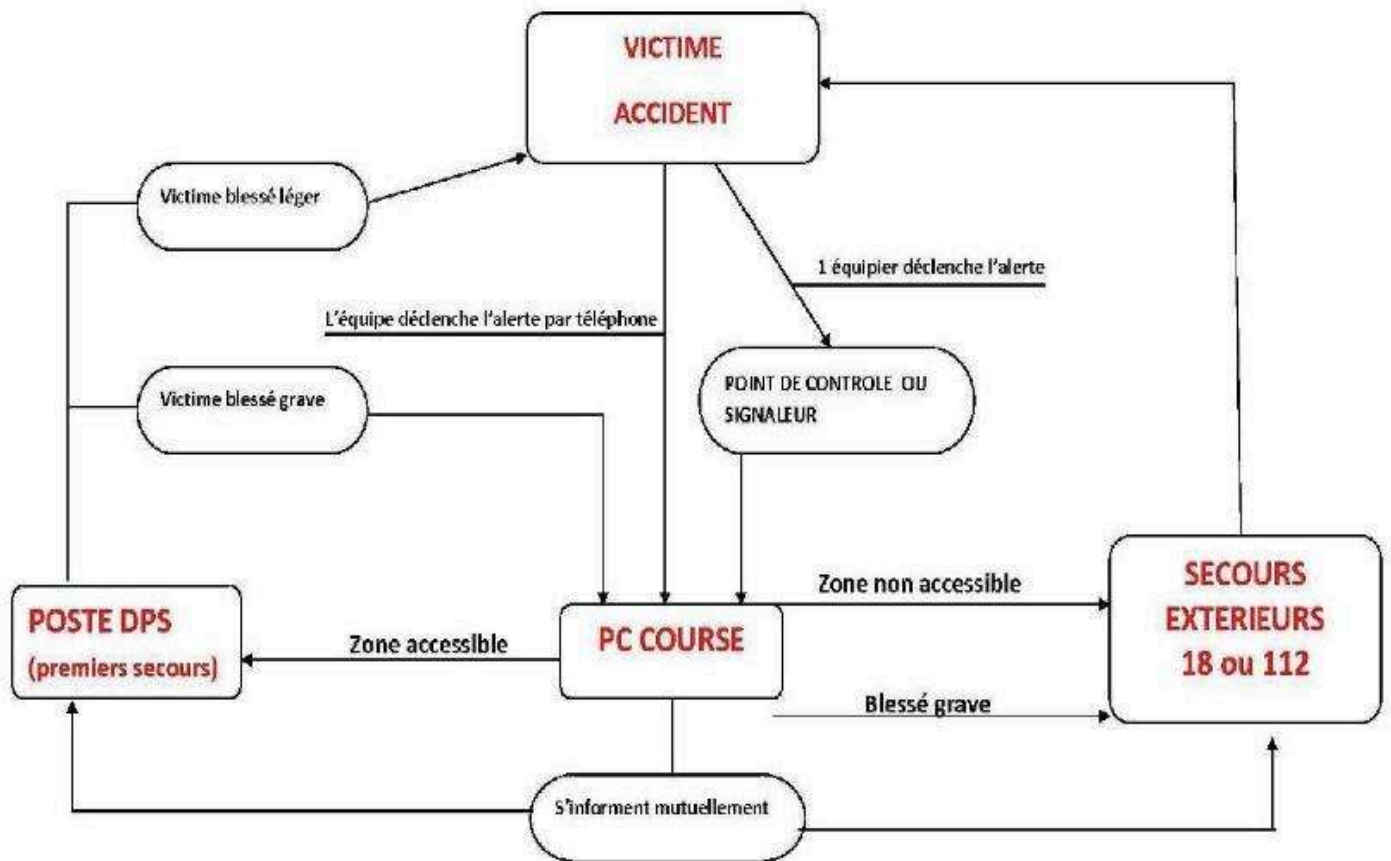 VICTIME
ACCIDENT
Victime blessé léger
1 équipier déclenche l'alerte
L'équipe déclenche l'alerte par téléphone
Victime blessé grave
POINT DE CONTROLE OU
SIGNALEUR
Zone non accessible
SECOURS
EXTERIEURS
18 ou 112
POSTE DPS
(premiers secours)
Zone accessible
PC COURSE
Blessé grave
S'informent mutuellement